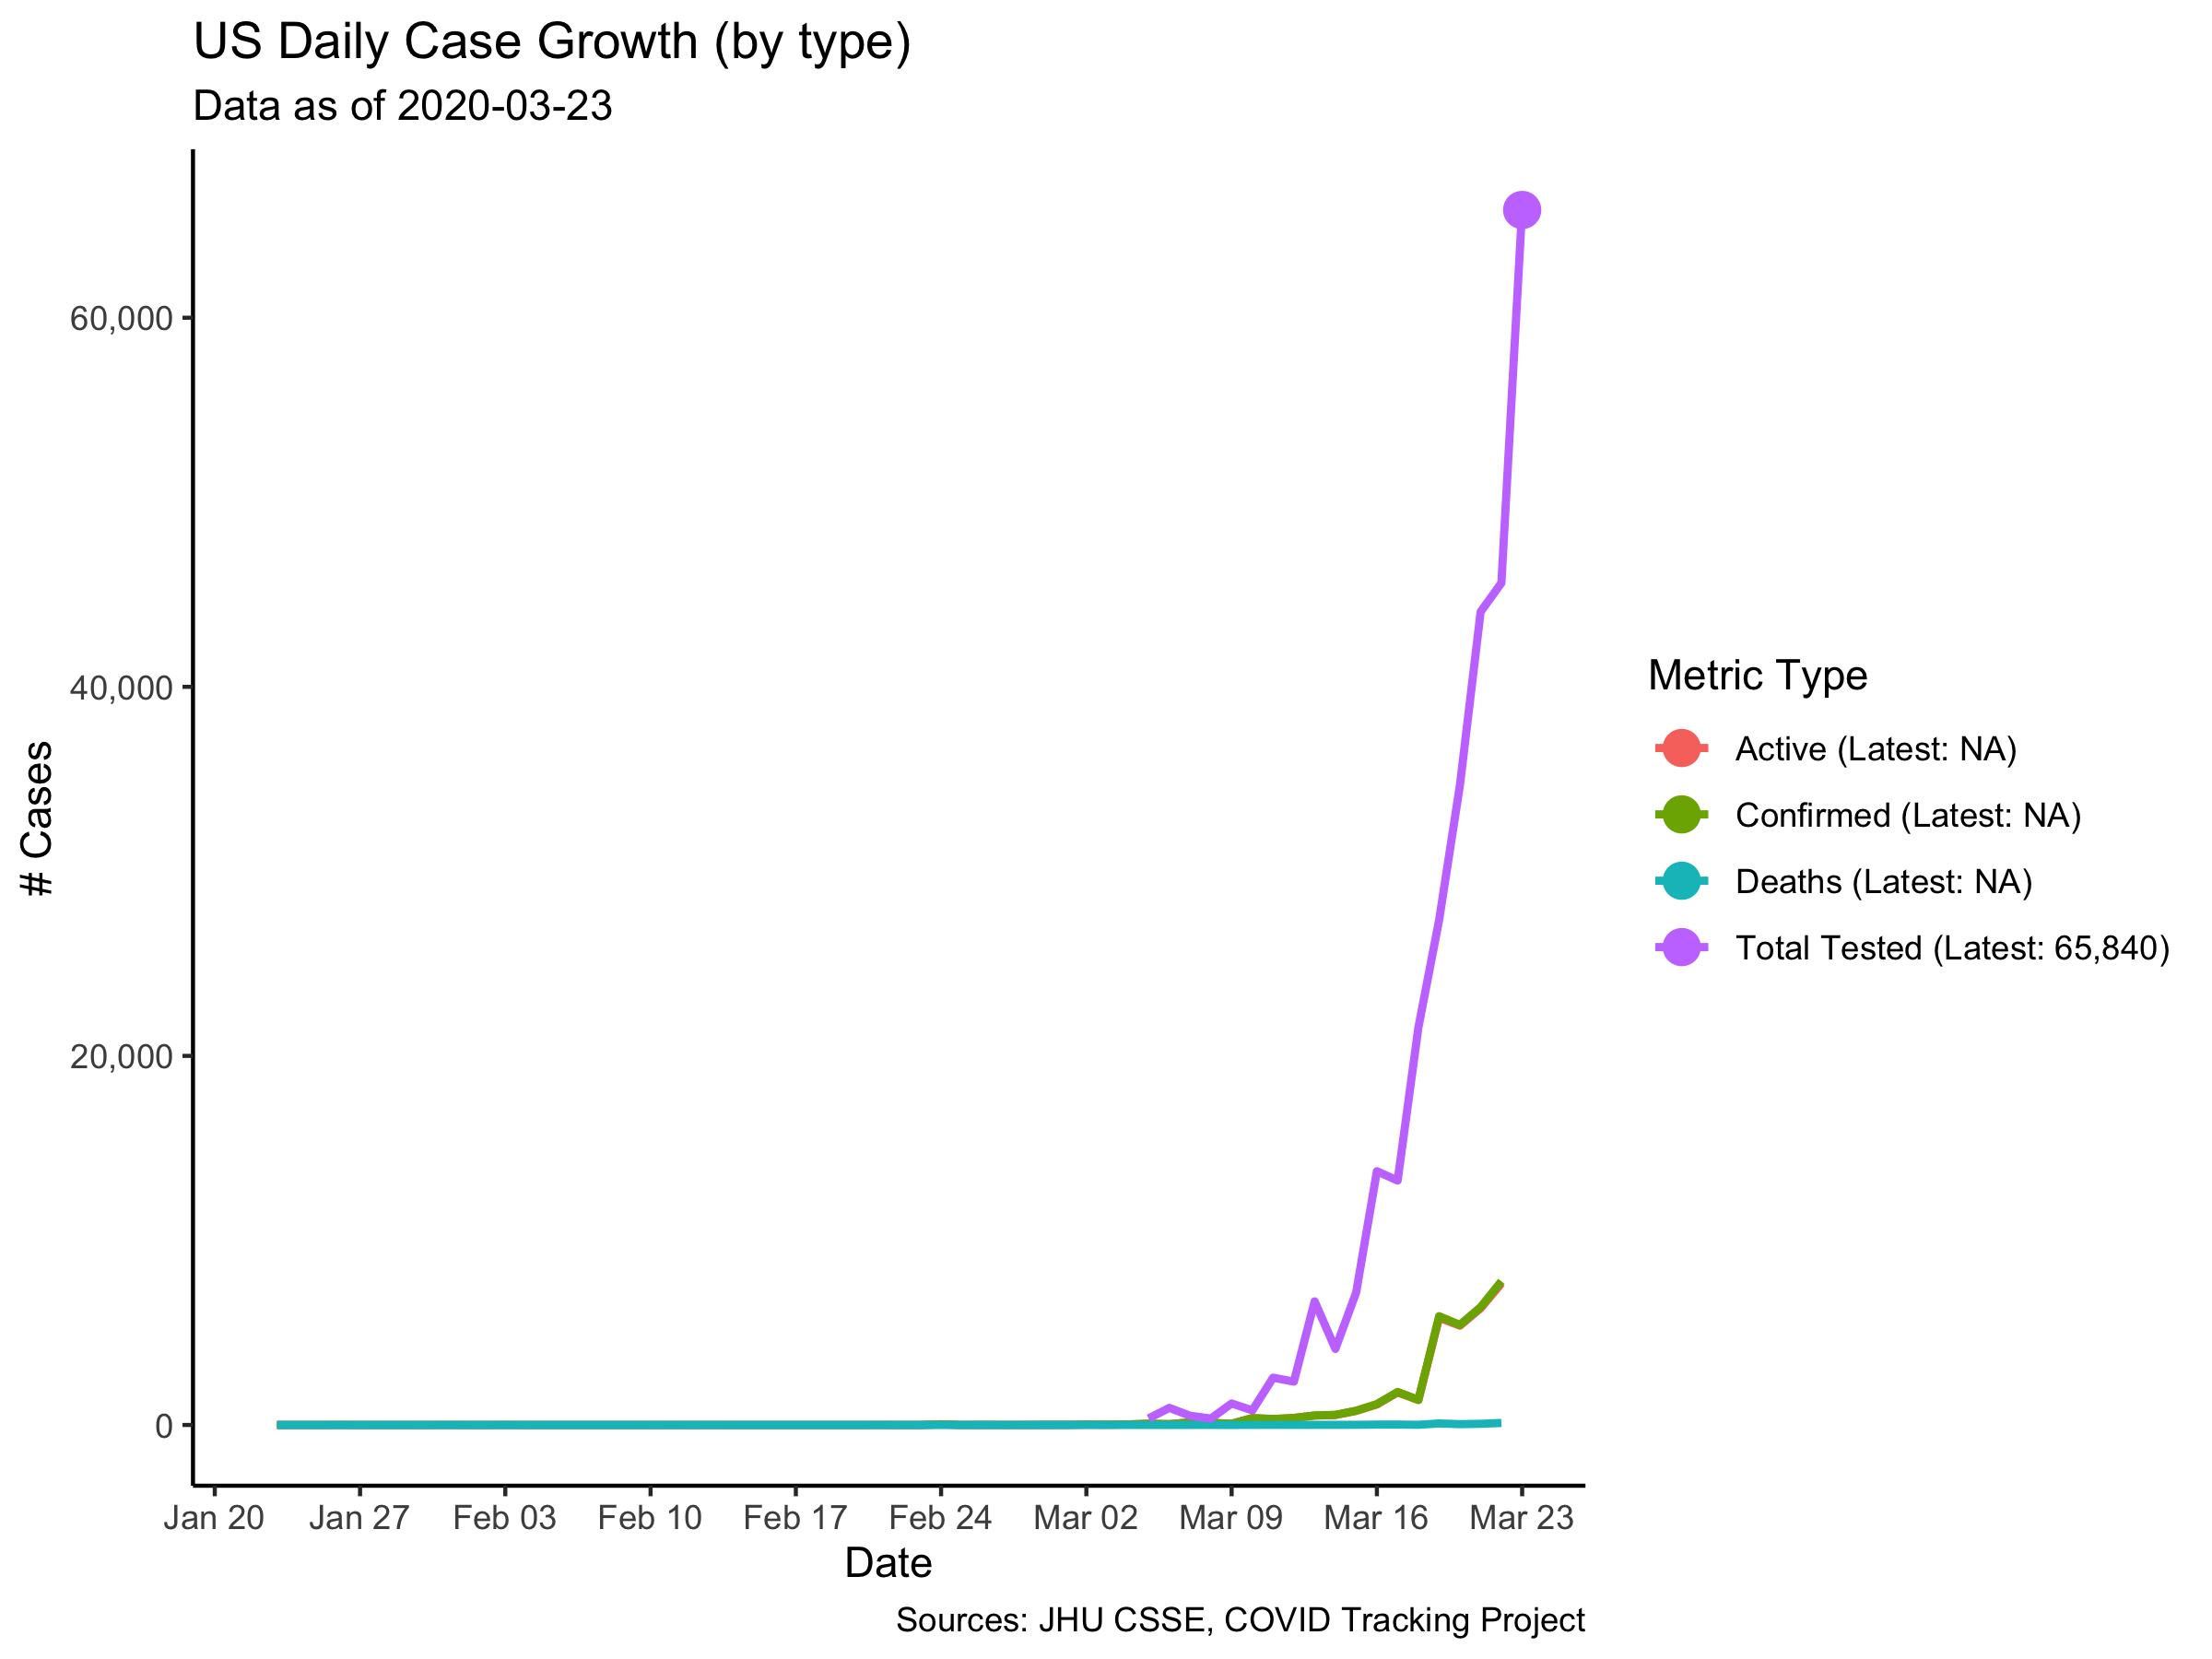 US Daily Case Growth (by type)
Data as of 2020-03-23
# Cases
60,000
40,000
20,000
0
Jan 20 Jan 27 Feb 03 Feb 10 Feb 17 Feb 24 Mar 02 Mar 09 Mar 16 Mar 23
Date
Metric Type
Active (Latest: NA)
Confirmed (Latest: NA)
Deaths (Latest: NA)
Total Tested (Latest: 65,840)
Sources: JHU CSSE, COVID Tracking Project